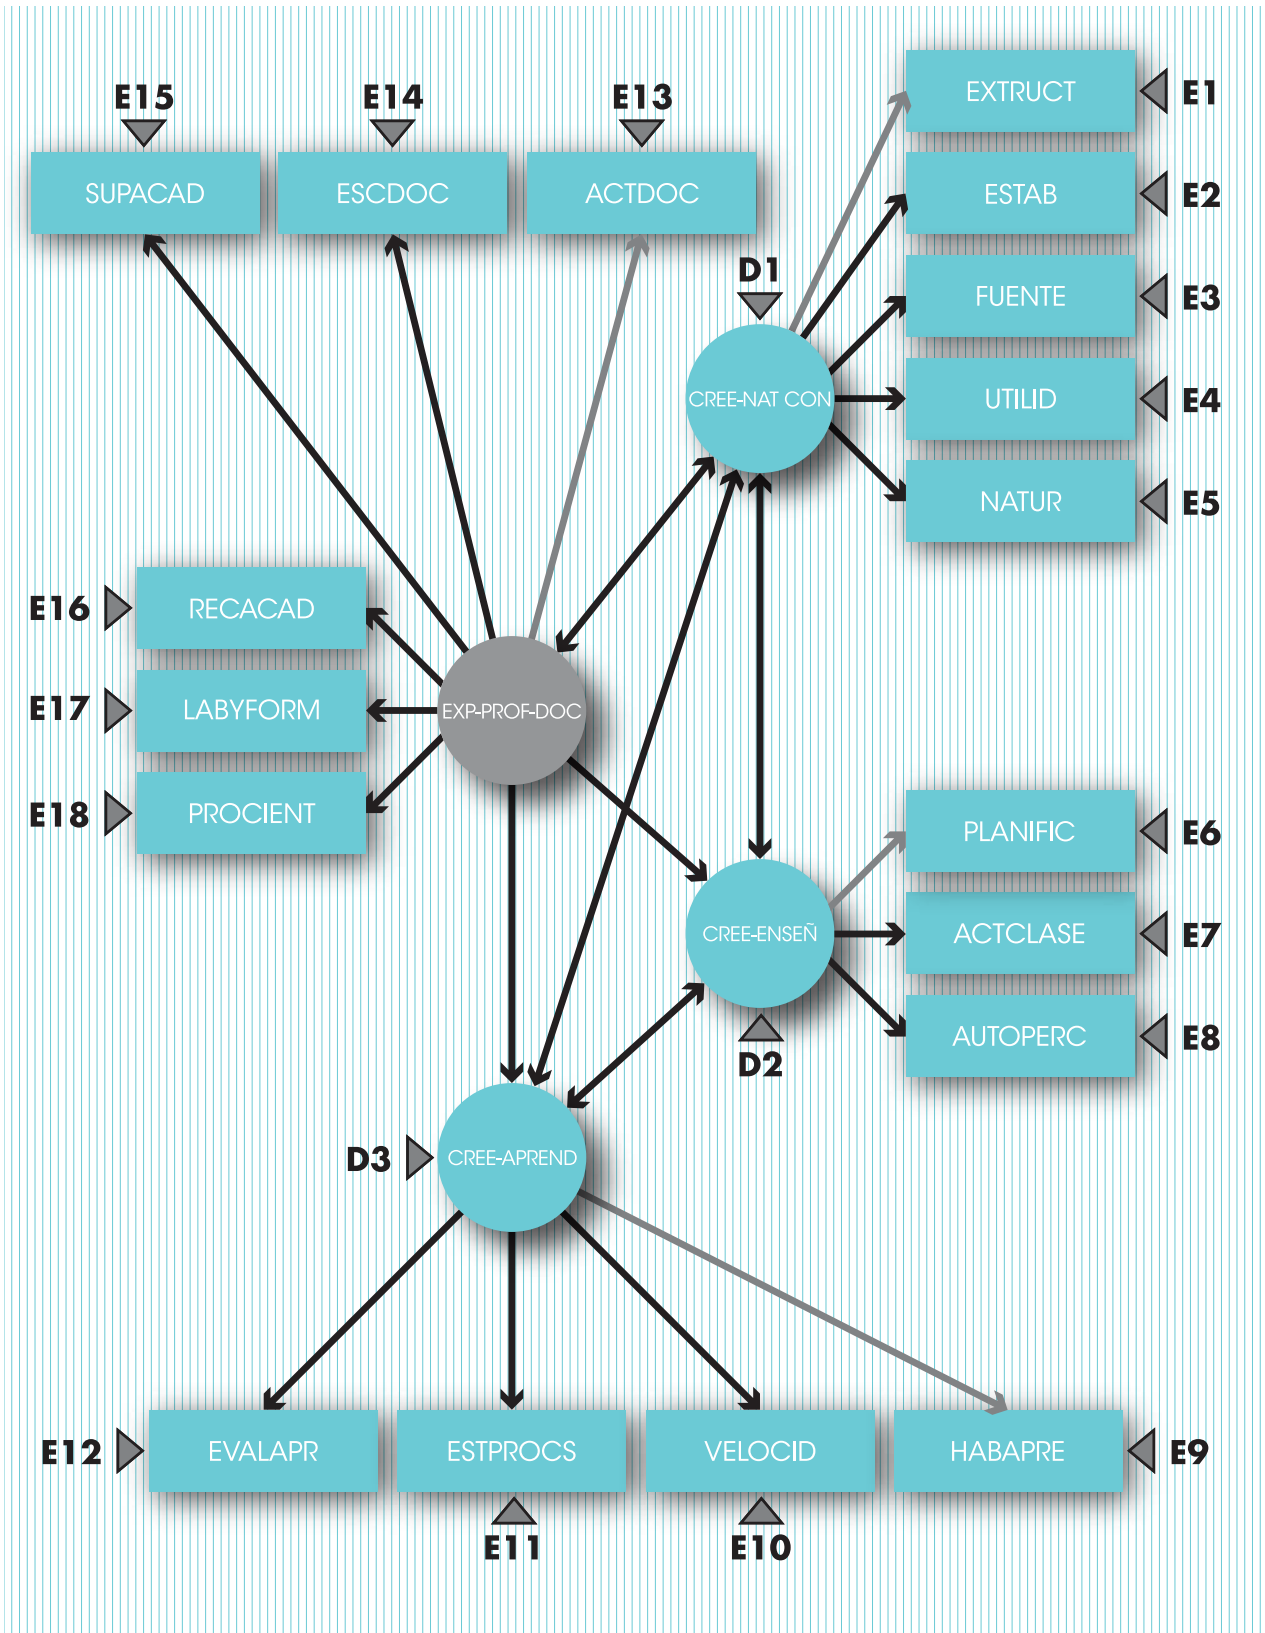 E15
E14
E13
EXTRUCT
E1
SUPACAD
ESCDOC
ACTDOC
ESTAB
E2
D1
FUENTE
E3
CREE-NAT CON
UTILID
E4
NATUR
E5
E16
RECACAD
E17
LABYFORM
EXP-PROF-DOC
E18
PROCIENT
PLANIFIC
E6
CREE-ENSEÑ
ACTCLASE
E7
AUTOPERC
E8
D2
D3
CREE-APREND
E12
EVALAPR
ESTPROCS
VELOCID
HABAPRE
E9
E11
E10